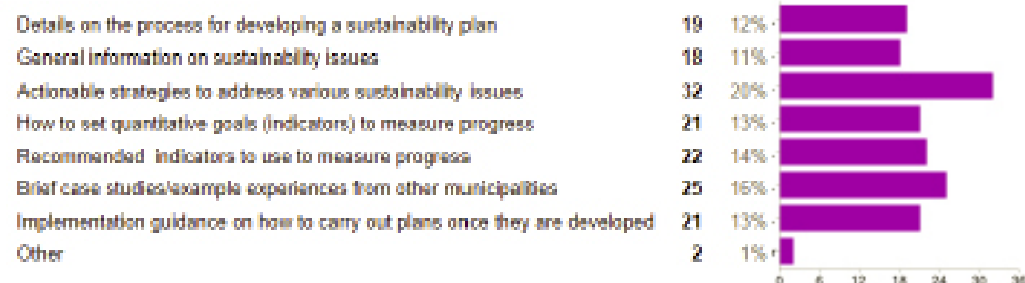 Details on the process for developing a sustainability plan 19 12%
General information on sustainability issues 18 11%
Actionable strategies to address various sustainability issues 32 20%
How to set quantitative goals (indicators) to measure progress 21 13%
Recommended indicators to use to measure progress 22 14%
Brief case studies/example experiences from other municipalities 25 16%
Implementation guidance on how to carry out plans once they are developed 21 13%
Other 2 1%
0 6 12 18 24 30 36